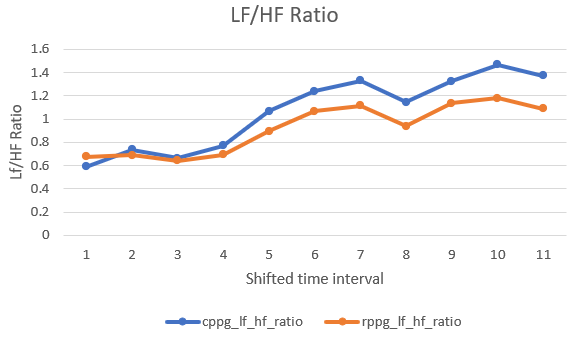 LF/HF Ratio
1.6
1.4
1.2
1
0.8
0.6
0.4
0.2
0
Lf/HF Ratio
1 2 3 4 5 6 7 8 9 10 11
Shifted time interval
cppg_lf_hf_ratio rppg_lf_hf_ratio